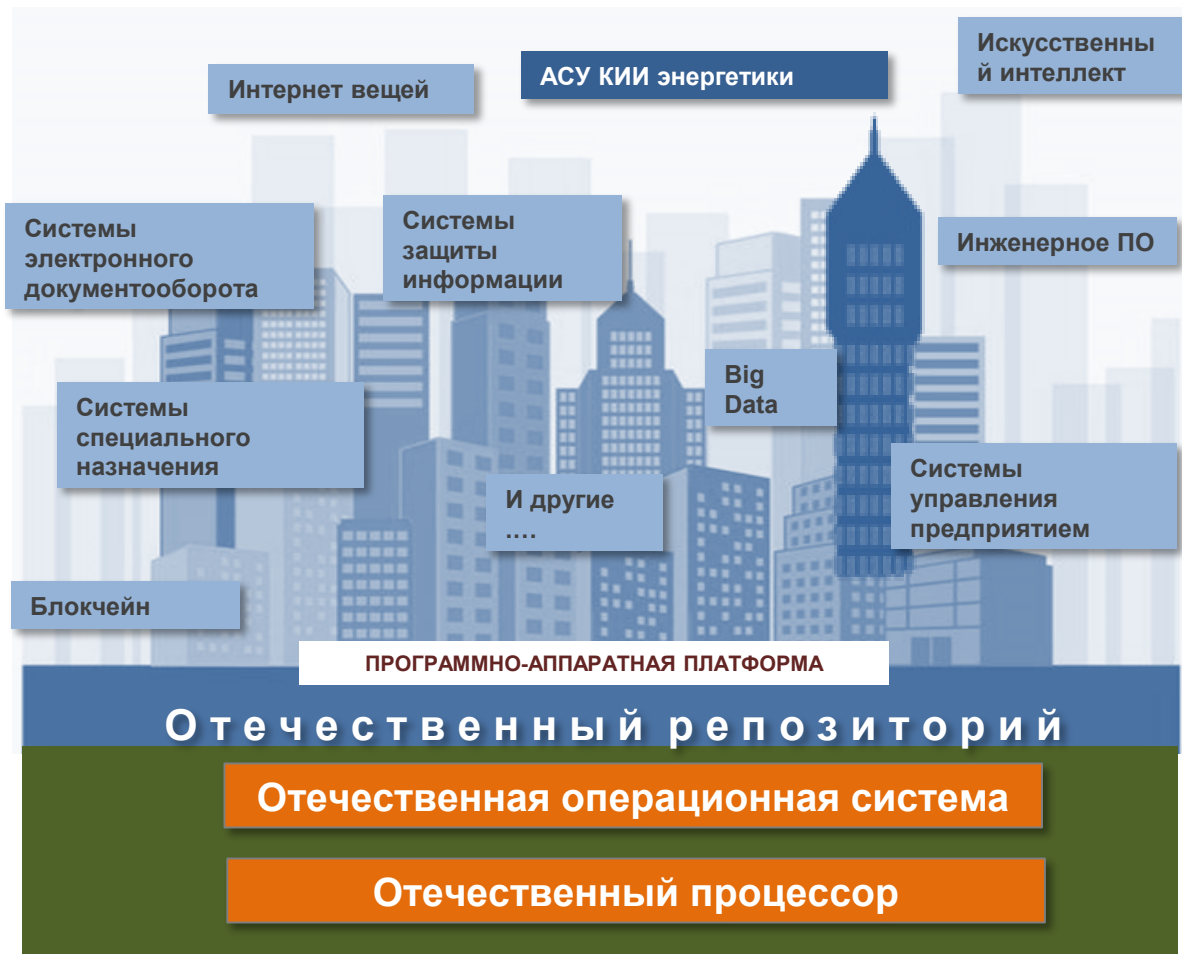 Искусственны
й интеллект
АСУ КИИ энергетики
Интернет вещей
Системы
электронного
документооборота
Системы
защиты
информации
Инженерное ПО
Big
Data
Системы
специального
назначения
Системы
управления
предприятием
И другие
....
Блокчейн
ПРОГРАММНО-АППАРАТНАЯ ПЛАТФОРМА
Отечественный репозиторий
Отечественная операционная система
Отечественный процессор